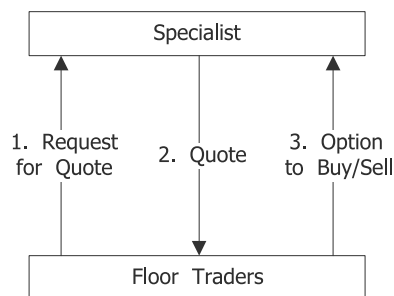 Specialist
1. Request
for Quote
2. Quote
3. Option
to Buy/Sell
Floor Traders